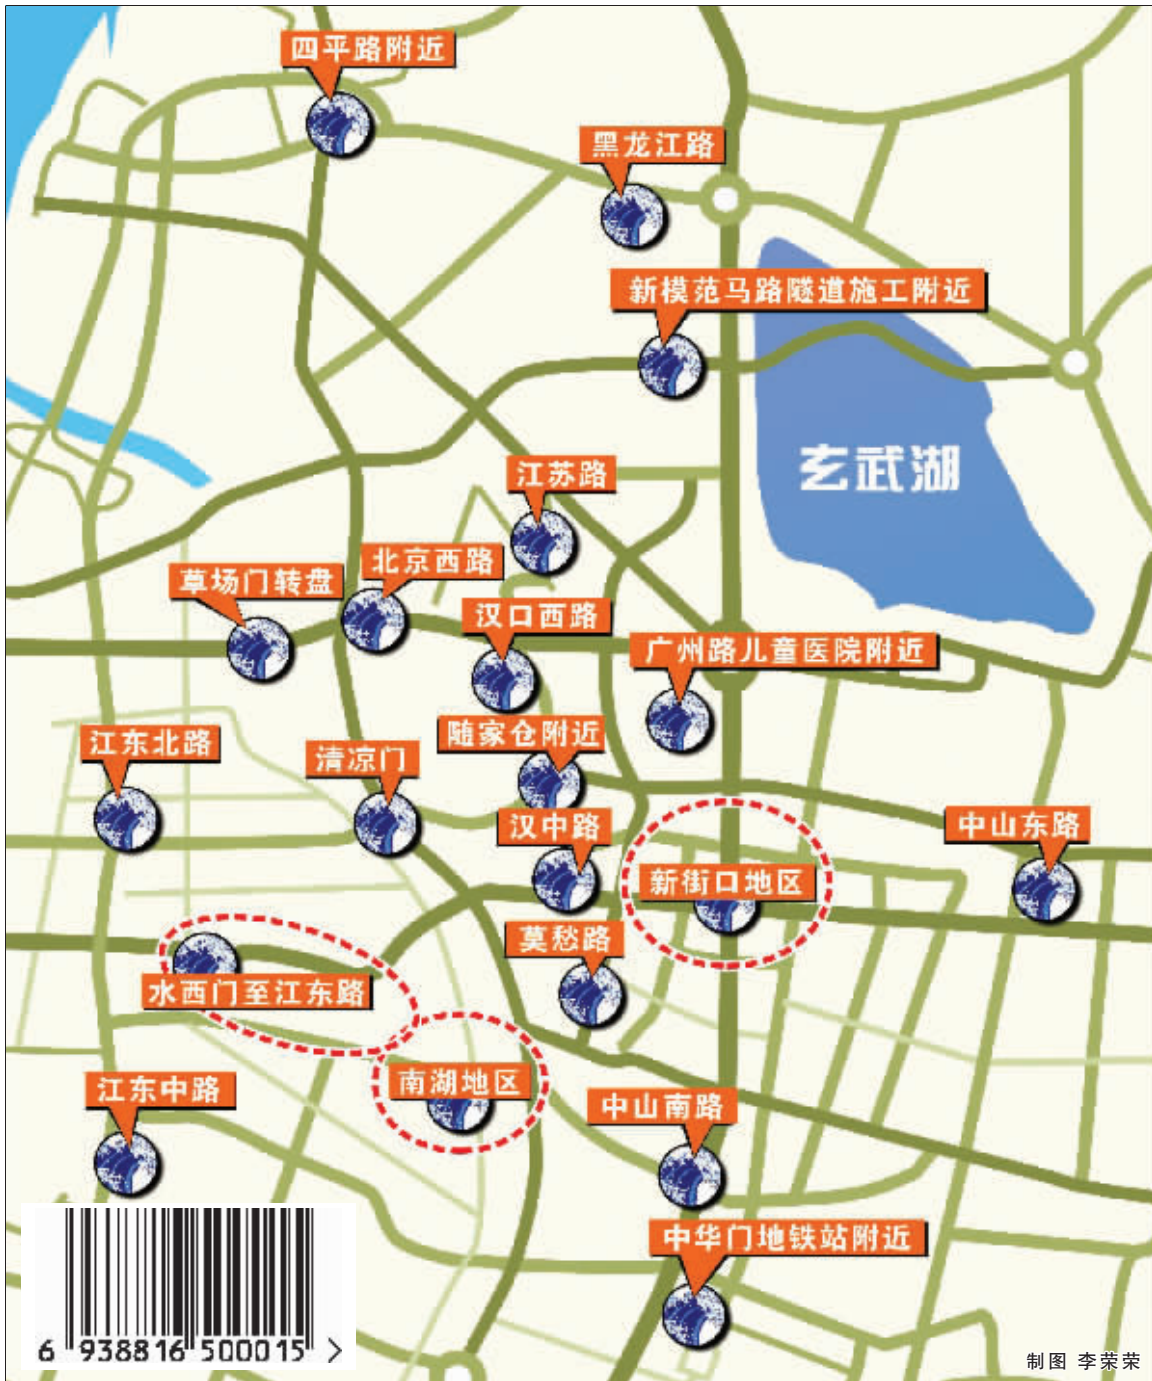 四平路附近
黑龙江路
新模范马路隧道施工附近
玄武湖
江苏路
北京西路
草场门转盘
汉口西路
广州路儿童医院附近
随家仓附近
江东北路
清凉门
汉中路
中山东路
新街口地区
莫愁路
水西门至江东路
南湖地区
江东中路
中山南路
中华门地铁站附近
6 938816 500015 >
制图 李荣荣